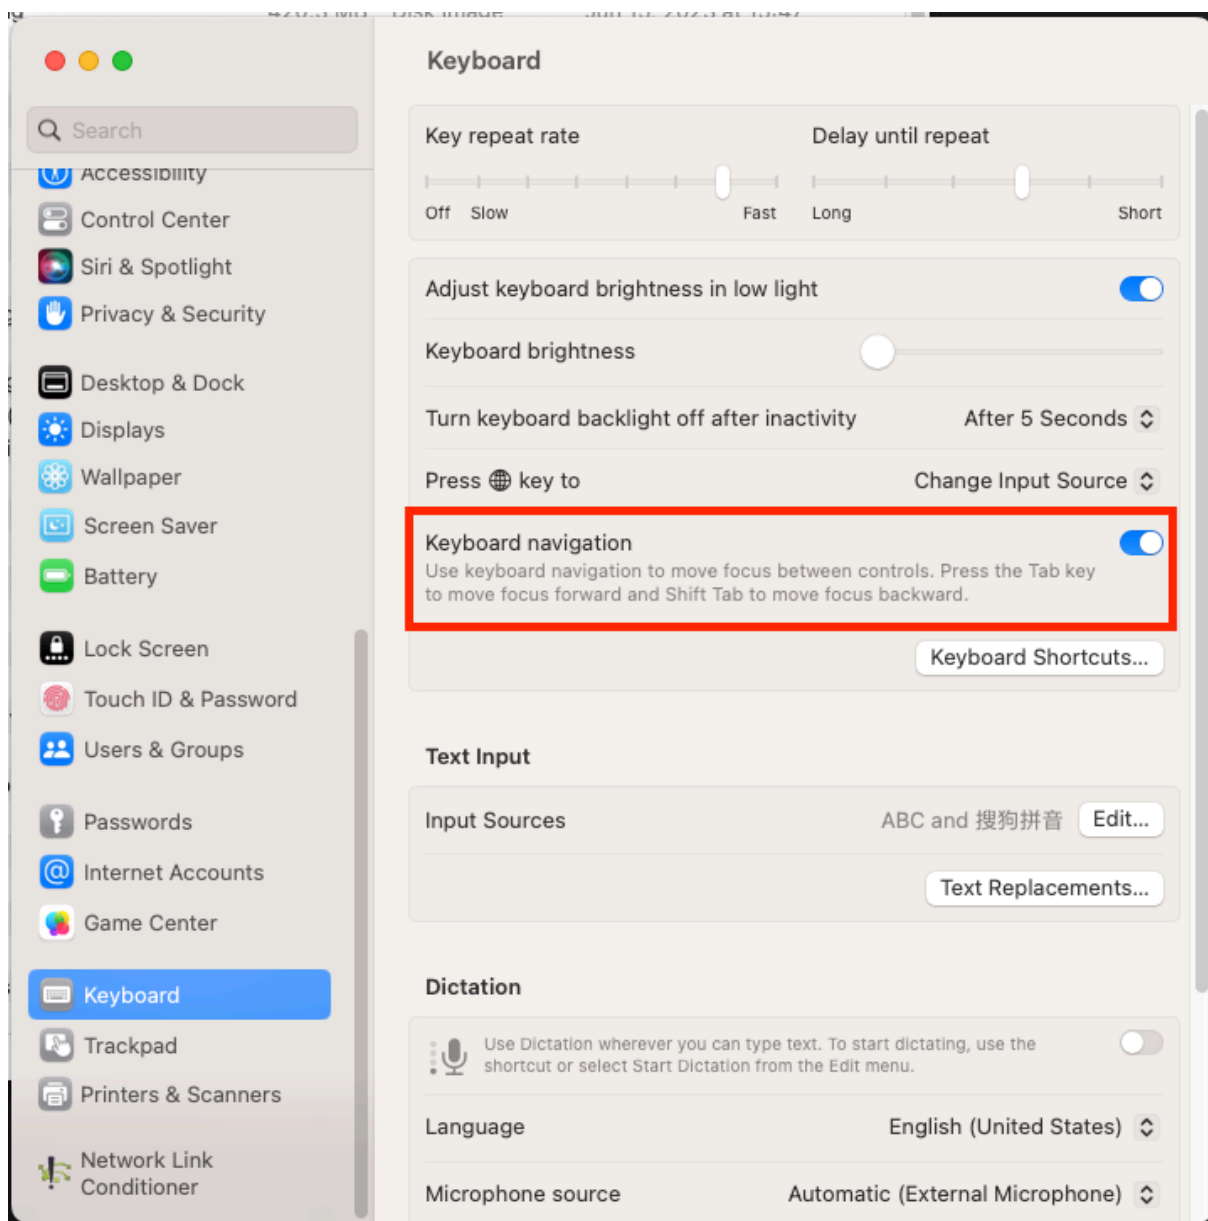 Keyboard
Search
Accessibility
Control Center
Siri & Spotlight
Privacy & Security
Desktop & Dock
Displays
Wallpaper
Screen Saver
Battery
Lock Screen
Touch ID & Password
Users & Groups
Passwords
Internet Accounts
Game Center
Keyboard
Trackpad
Printers & Scanners
Network Link
Conditioner
Key repeat rate
Off Slow Fast
Delay until repeat
Long Short
Adjust keyboard brightness in low light
Keyboard brightness
Turn keyboard backlight off after inactivity After 5 Seconds
Press key to Change Input Source
Keyboard navigation
Use keyboard navigation to move focus between controls. Press the Tab key
to move focus forward and Shift Tab to move focus backward.
Keyboard Shortcuts...
Text Input
Input Sources ABC and 搜狗拼音 Edit...
Text Replacements...
Dictation
Use Dictation wherever you can type text. To start dictating, use the
shortcut or select Start Dictation from the Edit menu.
Language English (United States)
Microphone source Automatic (External Microphone)